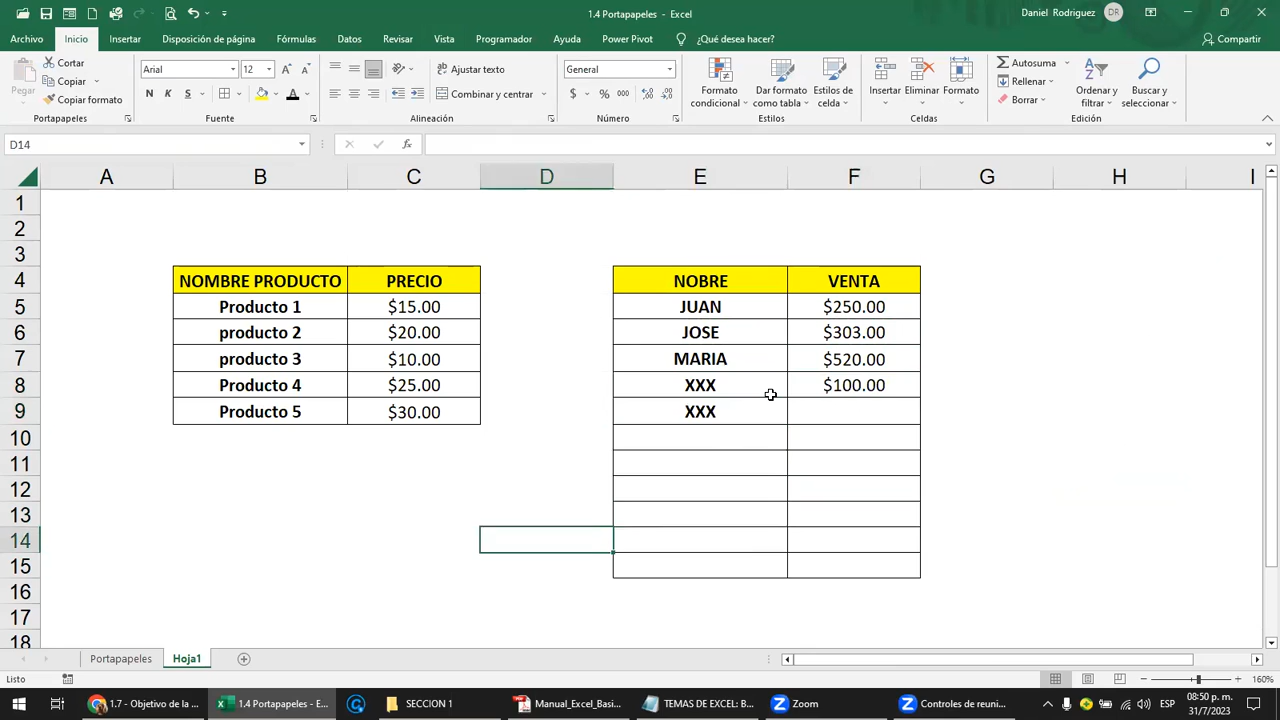 1.4 Portapapeles - Excel
Daniel Rodriguez DR
Archivo Inicio Insertar Disposición de página Fórmulas Datos Revisar Vista Programador Ayuda Power Pivot ¿Qué desea hacer? Compartir
Pegar
Cortar
Copiar
Copiar formato
Portapapeles
Arial 12
N K S
Fuente
Ajustar texto
Combinar y centrar
Alineación
General
$ % 000
Número
Formato condicional
Dar formato como tabla
Estilos de celda
Estilos
Insertar Eliminar Formato
Celdas
Autosuma
Rellenar
Borrar
Ordenar y filtrar
Buscar y seleccionar
Edición
D14 fx
A B C D E F G H I
1
2
3
4 NOMBRE PRODUCTO PRECIO NOBRE VENTA
5 Producto 1 $15.00 JUAN $250.00
6 producto 2 $20.00 JOSE $303.00
7 producto 3 $10.00 MARIA $520.00
8 Producto 4 $25.00 XXX $100.00
9 Producto 5 $30.00 XXX
10
11
12
13
14
15
16
17
18
Portapapeles Hoja1
Listo 160%
1.7 - Objetivo de la ... 1.4 Portapapeles - E... SECCION 1 Manual_Excel_Basi... TEMAS DE EXCEL: B... Zoom Controles de reuni... ESP 08:50 p. m.
31/7/2023